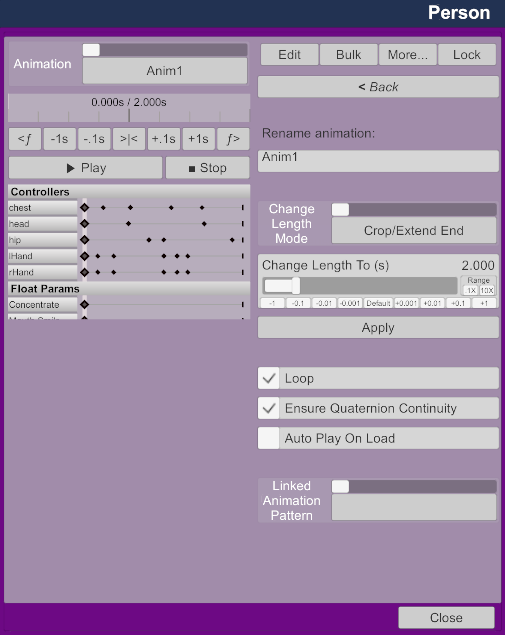 Person
Animation
Anim1
0.000s / 2.000s
<ƒ -1s -.1s >|< +.1s +1s ƒ>
▶ Play
■ Stop
Controllers
chest
head
hip
lHand
rHand
Float Params
Concentrate
Edit Bulk More... Lock
< Back
Rename animation:
Anim1
Change
Length
Mode
Crop/Extend End
Change Length To (s) 2.000
Range
.1X 10X
-1 -0.1 -0.01 -0.001 Default +0.001 +0.01 +0.1 +1
Apply
Loop
Ensure Quaternion Continuity
Auto Play On Load
Linked
Animation
Pattern
Close